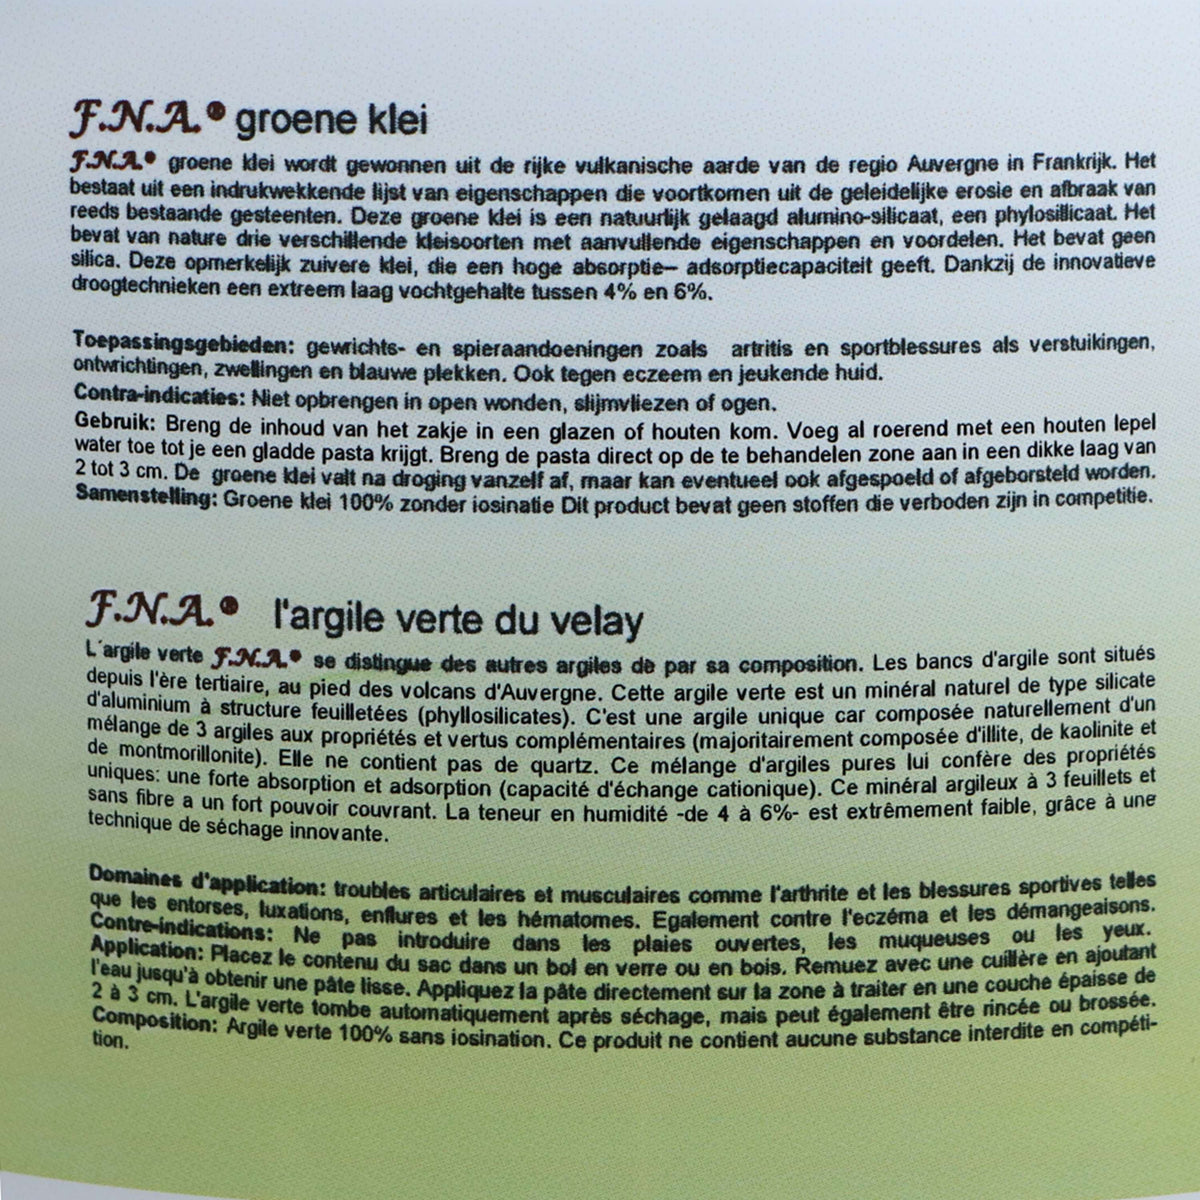 F.N.A.® groene klei
F.N.A.® groene klei wordt gewonnen uit de rijke vulkanische aarde van de regio Auvergne in Frankrijk. Het
bestaat uit een indrukwekkende lijst van eigenschappen die voortkomen uit de geleidelijke erosie en afbraak van
reeds bestaande gesteenten. Deze groene klei is een natuurlijk gelaagd alumino-silicaat, een phylosillicaat. Het
bevat van nature drie verschillende kleisoorten met aanvullende eigenschappen en voordelen. Het bevat geen
silica. Deze opmerkelijk zuivere klei, die een hoge absorptie– adsorptiecapaciteit geeft. Dankzij de innovatieve
droogtechnieken een extreem laag vochtgehalte tussen 4% en 6%.
Toepassingsgebieden: gewrichts- en spieraandoeningen zoals artritis en sportblessures als verstuikingen,
ontwrichtingen, zwellingen en blauwe plekken. Ook tegen eczeem en jeukende huid.
Contra-indicaties: Niet opbrengen in open wonden, slijmvliezen of ogen.
Gebruik: Breng de inhoud van het zakje in een glazen of houten kom. Voeg al roerend met een houten lepel
water toe tot je een gladde pasta krijgt. Breng de pasta direct op de te behandelen zone aan in een dikke laag van
2 tot 3 cm. De groene klei valt na droging vanzelf af, maar kan eventueel ook afgespoeld of afgeborsteld worden.
Samenstelling: Groene klei 100% zonder iosinatie Dit product bevat geen stoffen die verboden zijn in competitie.
F.N.A.® l'argile verte du velay
L´argile verte F.N.A.® se distingue des autres argiles de par sa composition. Les bancs d'argile sont situés
depuis l'ère tertiaire, au pied des volcans d'Auvergne. Cette argile verte est un minéral naturel de type silicate
d'aluminium à structure feuilletées (phyllosilicates). C'est une argile unique car composée naturellement d'un
mélange de 3 argiles aux propriétés et vertus complémentaires (majoritairement composée d'illite, de kaolinite et
de montmorillonite). Elle ne contient pas de quartz. Ce mélange d'argiles pures lui confère des propriétés
uniques: une forte absorption et adsorption (capacité d'échange cationique). Ce minéral argileux à 3 feuillets et
sans fibre a un fort pouvoir couvrant. La teneur en humidité -de 4 à 6%- est extrêmement faible, grâce à une
technique de séchage innovante.
Domaines d'application: troubles articulaires et musculaires comme l'arthrite et les blessures sportives telles
que les entorses, luxations, enflures et les hématomes. Egalement contre l'eczéma et les démangeaisons.
Contre-indications: Ne pas introduire dans les plaies ouvertes, les muqueuses ou les yeux.
Application: Placez le contenu du sac dans un bol en verre ou en bois. Remuez avec une cuillère en ajoutant
l'eau jusqu'à obtenir une pâte lisse. Appliquez la pâte directement sur la zone à traiter en une couche épaisse de
2 à 3 cm. L'argile verte tombe automatiquement après séchage, mais peut également être rincée ou brossée.
Composition: Argile verte 100% sans iosination. Ce produit ne contient aucune substance interdite en compéti-
tion.